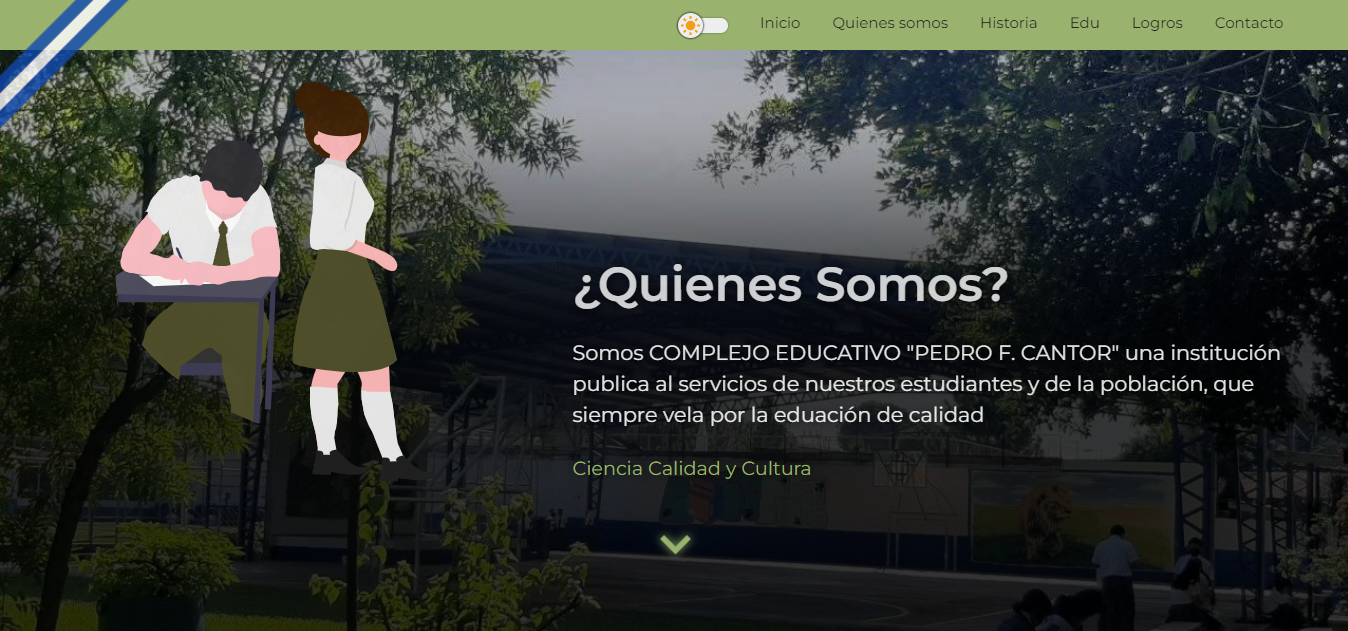 Inicio Quienes somos Historia Edu Logros Contacto
¿Quienes Somos?
Somos COMPLEJO EDUCATIVO "PEDRO F. CANTOR" una institución
publica al servicios de nuestros estudiantes y de la población, que
siempre vela por la eduación de calidad
Ciencia Calidad y Cultura